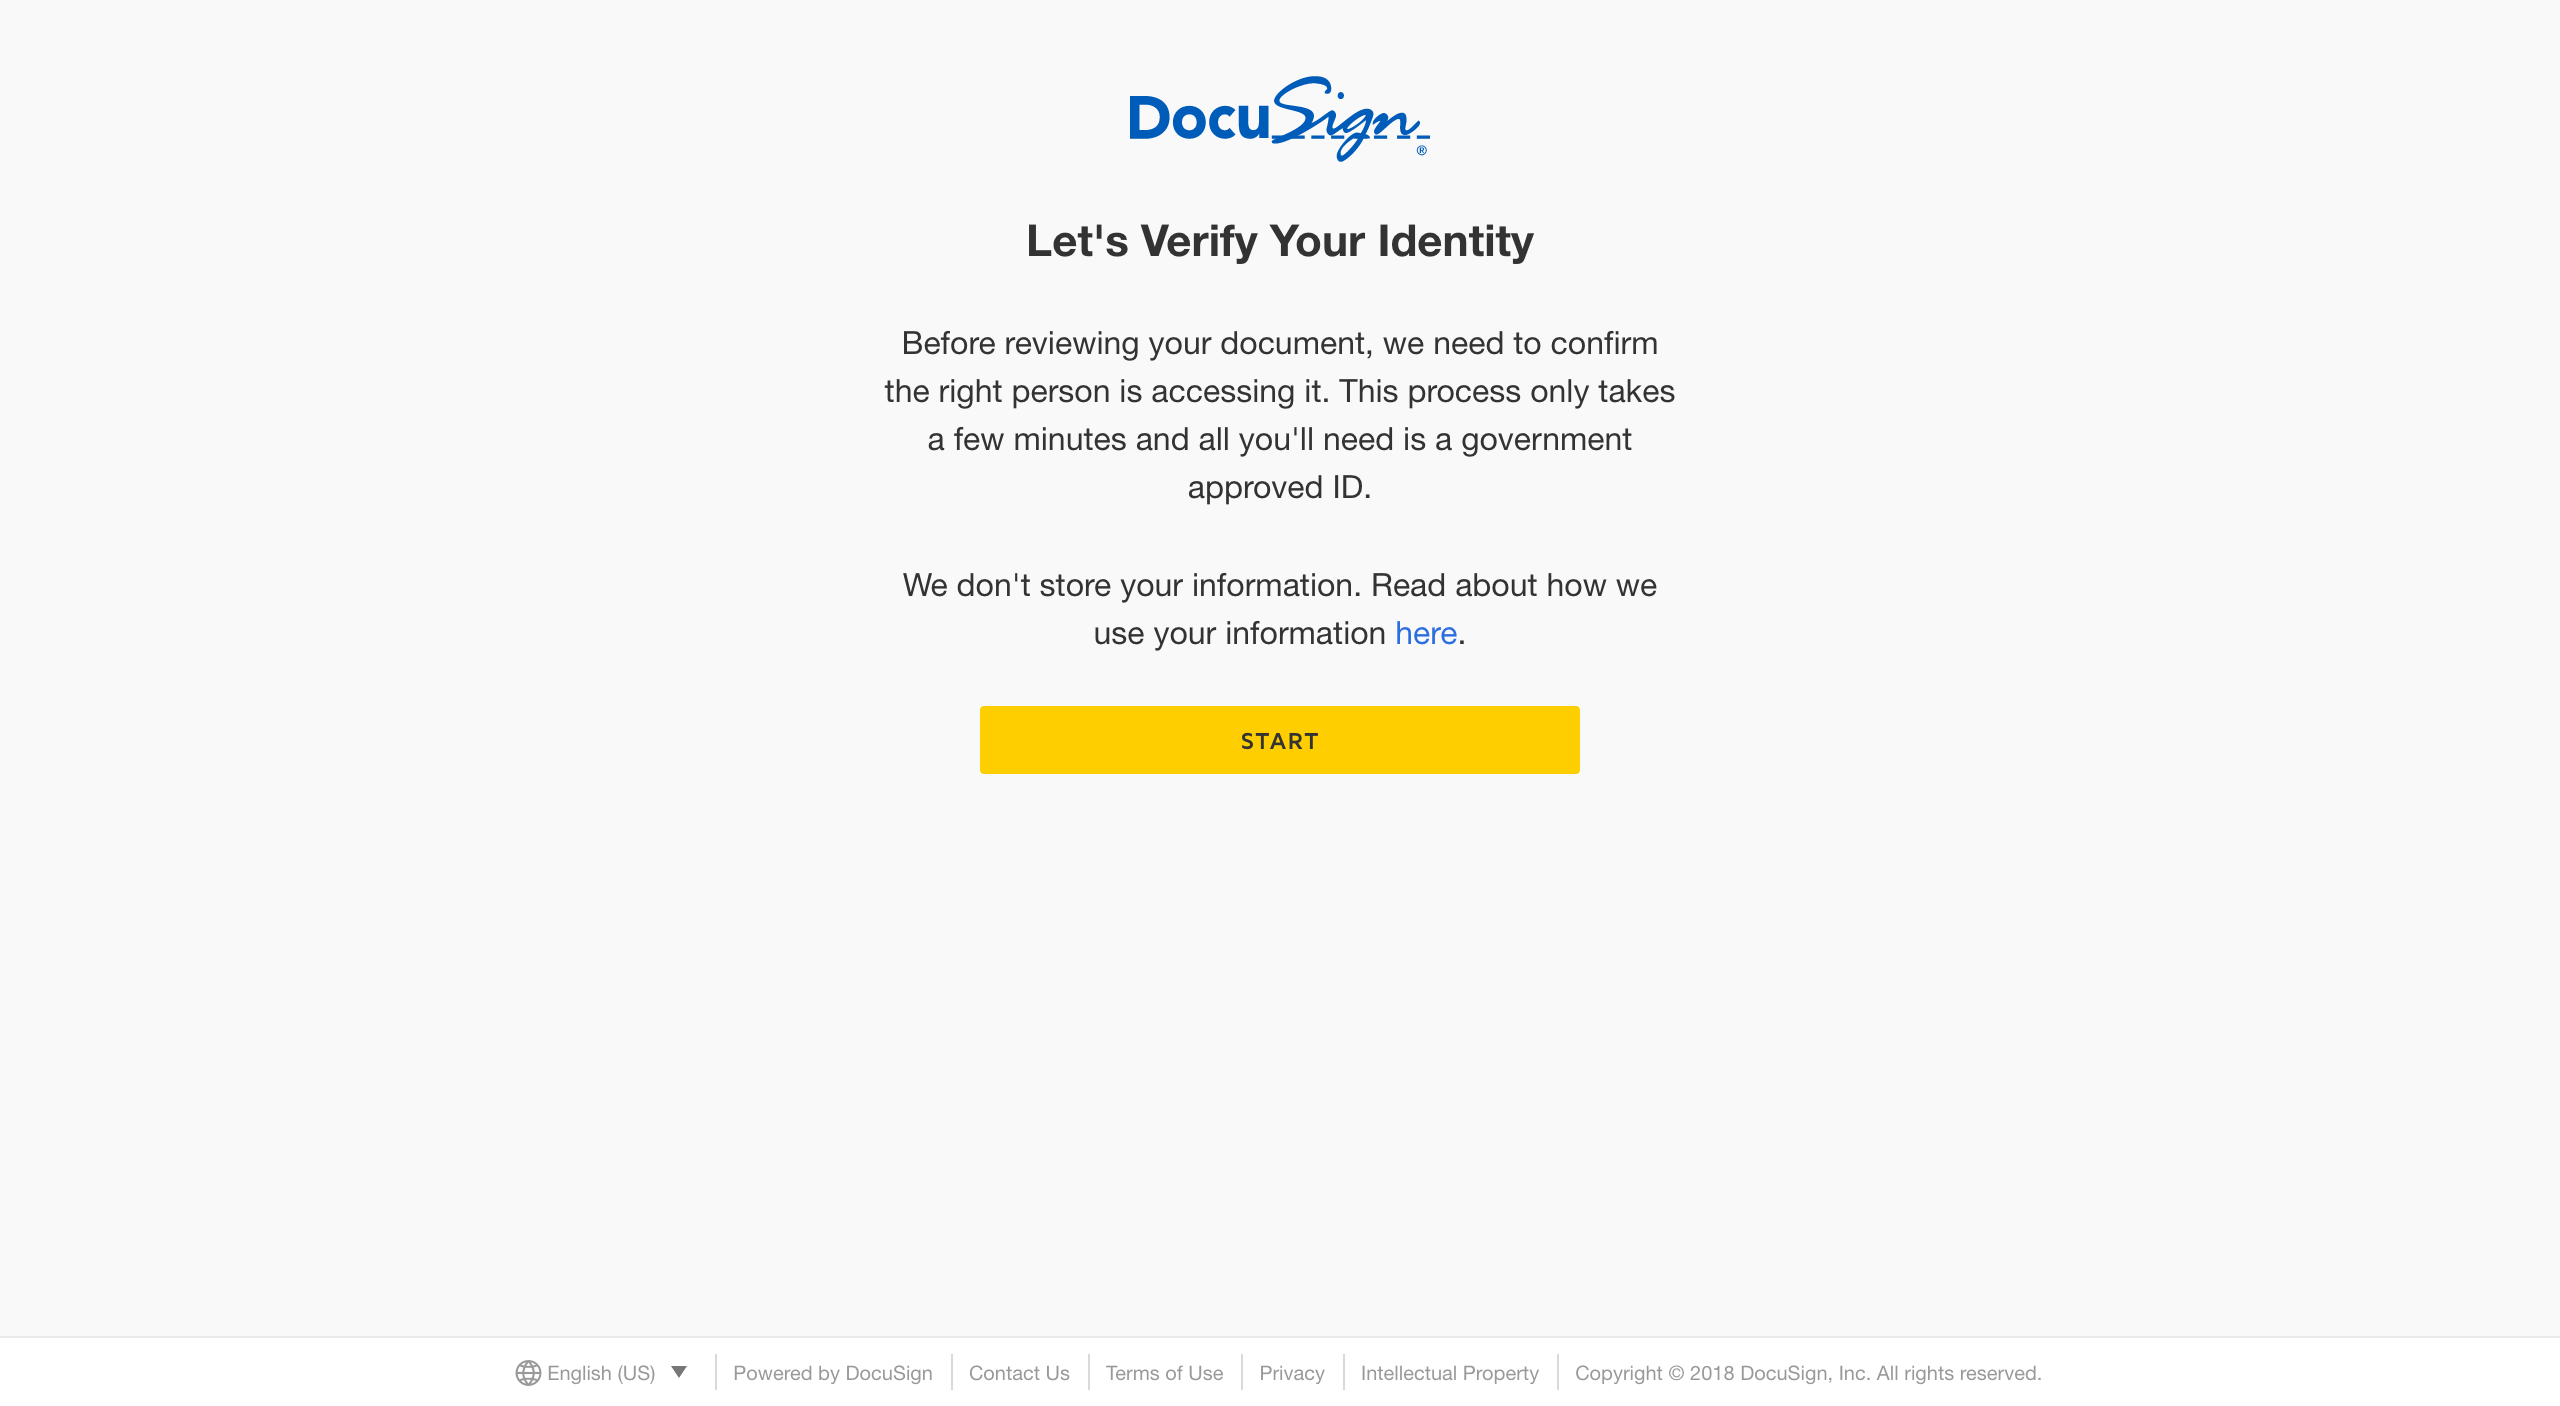 DocuSign®
Let's Verify Your Identity
Before reviewing your document, we need to confirm
the right person is accessing it. This process only takes
a few minutes and all you'll need is a government
approved ID.
We don't store your information. Read about how we
use your information here.
START
English (US) Powered by DocuSign Contact Us Terms of Use Privacy Intellectual Property Copyright © 2018 DocuSign, Inc. All rights reserved.